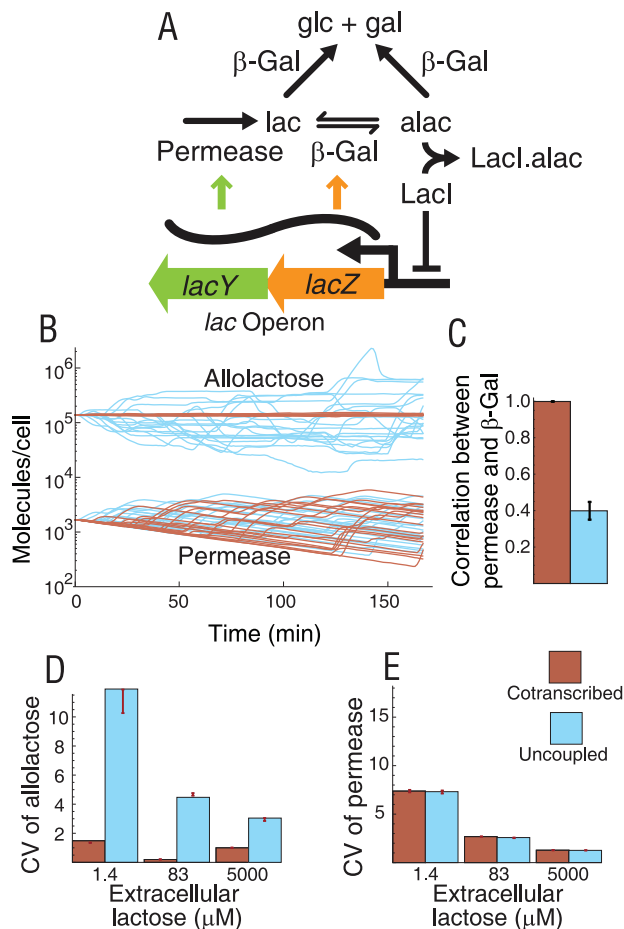 A
glc + gal
β-Gal
β-Gal
lac
alac
Permease
β-Gal
LacI.alac
LacI
lacY
lacZ
lac Operon
B
Molecules/cell
10^6
10^5
10^4
10^3
10^2
Allolactose
Permease
0
50
100
150
Time (min)
C
Correlation between
permease and β-Gal
1.0
0.8
0.6
0.4
0.2
D
CV of allolactose
10
8
6
4
2
1.4
83
5000
Extracellular
lactose (μM)
E
Cotranscribed
Uncoupled
CV of permease
15
10
5
1.4
83
5000
Extracellular
lactose (μM)